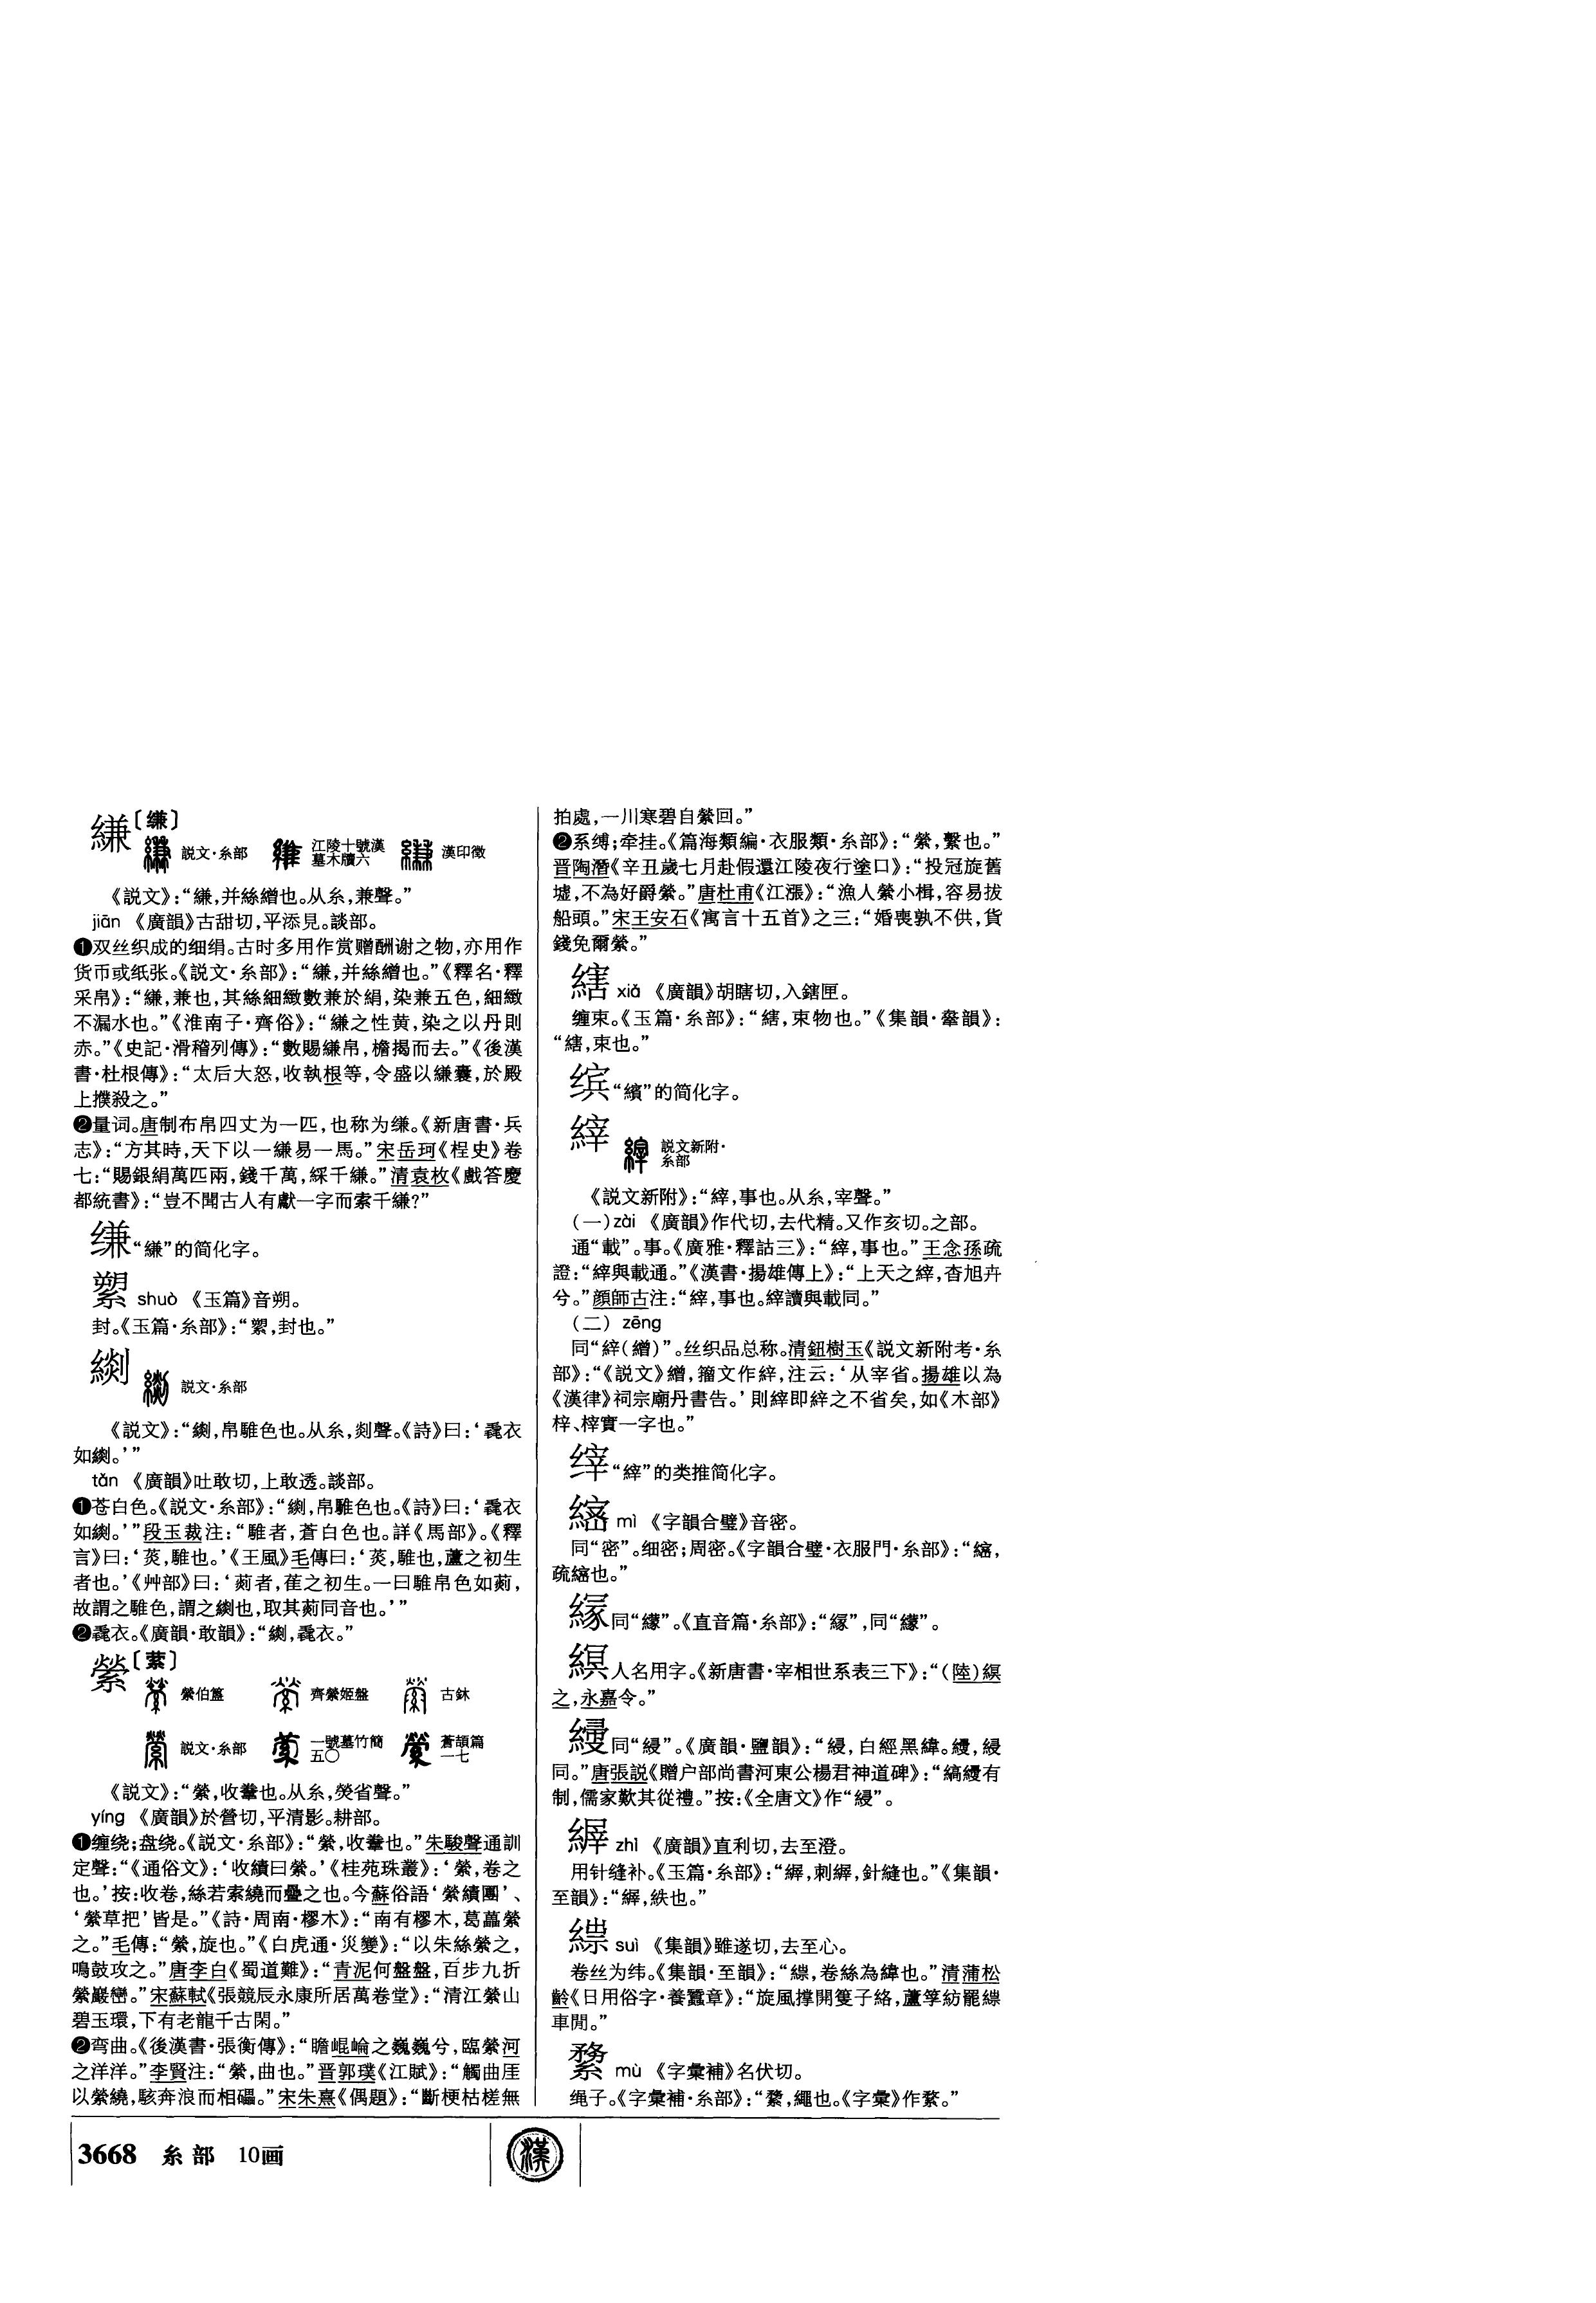 縑〔缣〕
説文·糸部 江陵十號漢墓木牘六 漢印徵
《説文》:“縑,并絲繒也。从糸,兼聲。”
jiān 《廣韻》古甜切,平添見。談部。
❶双丝织成的细绢。古时多用作赏赠酬谢之物,亦用作
货币或纸张。《説文·糸部》:“縑,并絲繒也。”《釋名·釋
采帛》:“縑,兼也,其絲細緻數兼於絹,染兼五色,細緻
不漏水也。”《淮南子·齊俗》:“縑之性黄,染之以丹則
赤。”《史記·滑稽列傳》:“數賜縑帛,檐揭而去。”《後漢
書·杜根傳》:“太后大怒,收執根等,令盛以縑囊,於殿
上撲殺之。”
❷量词。唐制布帛四丈为一匹,也称为缣。《新唐書·兵
志》:“方其時,天下以一縑易一馬。”宋岳珂《桯史》卷
七:“賜銀絹萬匹兩,錢千萬,綵千縑。”清袁枚《戲答慶
都統書》:“豈不聞古人有獻一字而索千縑?”
缣“縑”的简化字。
䌃 shuò 《玉篇》音朔。
封。《玉篇·糸部》:“䌃,封也。”
緂 説文·糸部
《説文》:“,帛騅色也。从糸,剡聲。《詩》曰:‘毳衣
如。’”
tǎn 《廣韻》吐敢切,上敢透。談部。
❶苍白色。《説文·糸部》:“,帛騅色也。《詩》曰:‘毳衣
如。’”段玉裁注:“騅者,蒼白色也。詳《馬部》。《釋
言》曰:‘菼,騅也。’《王風》毛傳曰:‘菼,騅也,蘆之初生
者也。’《艸部》曰:‘䓹者,萑之初生。一曰騅帛色如䓹,
故謂之騅色,謂之也,取其䓹同音也。’”
❷毳衣。《廣韻·敢韻》:“,毳衣。”
縈〔萦〕
縈伯簠 齊縈姬盤 古鉥
説文·糸部 一號墓竹簡五〇 蒼頡篇一七
《説文》:“縈,收䊵也。从糸,熒省聲。”
yíng 《廣韻》於營切,平清影。耕部。
❶缠绕;盘绕。《説文·糸部》:“縈,收也。”朱駿聲通訓
定聲:“《通俗文》:‘收績曰縈。’《桂苑珠叢》:‘縈,卷之
也。’按:收卷,絲若索繞而疊之也。今蘇俗語‘縈績團’、
‘縈草把’皆是。”《詩·周南·樛木》:“南有樛木,葛藟縈
之。”毛傳:“縈,旋也。”《白虎通·災變》:“以朱絲縈之,
鳴鼓攻之。”唐李白《蜀道難》:“青泥何盤盤,百步九折
縈巖巒。”宋蘇軾《張競辰永康所居萬卷堂》:“清江縈山
碧玉環,下有老龍千古閑。”
❷弯曲。《後漢書·張衡傳》:“瞻崐崘之巍巍兮,臨縈河
之洋洋。”李賢注:“縈,曲也。”晋郭璞《江賦》:“觸曲厓
以縈繞,駭奔浪而相礧。”宋朱熹《偶題》:“斷梗枯槎無
拍處,一川寒碧自縈回。”
❷系缚;牵挂。《篇海類編·衣服類·糸部》:“縈,繫也。”
晋陶潛《辛丑歲七月赴假還江陵夜行塗口》:“投冠旋舊
墟,不為好爵縈。”唐杜甫《江漲》:“漁人縈小楫,容易拔
船頭。”宋王安石《寓言十五首》之三:“婚喪孰不供,貸
錢免爾縈。”
縖 xiá 《廣韻》胡瞎切,入鎋匣。
缠束。《玉篇·糸部》:“縖,束物也。”《集韻·舝韻》:
“縖,束也。”
缤“繽”的简化字。
縡 説文新附·糸部
《説文新附》:“縡,事也。从糸,宰聲。”
(一)zài 《廣韻》作代切,去代精。又作亥切。之部。
通“載”。事。《廣雅·釋詁三》:“縡,事也。”王念孫疏
證:“縡與載通。”《漢書·揚雄傳上》:“上天之縡,杳旭卉
兮。”顔師古注:“縡,事也。縡讀與載同。”
(二) zēng
同“䋁(繒)”。丝织品总称。清鈕樹玉《説文新附考·糸
部》:“《説文》繒,籀文作䋁,注云:‘从宰省。揚雄以為
《漢律》祠宗廟丹書告。’則縡即䋁之不省矣,如《木部》
梓、榟實一字也。”
“縡”的类推简化字。
mì 《字韻合璧》音密。
同“密”。细密;周密。《字韻合璧·衣服門·糸部》:“,
疏也。”
同“”。《直音篇·糸部》:“”,同“”。
縸人名用字。《新唐書·宰相世系表三下》:“(陸)
之,永嘉令。”
同“綅”。《廣韻·鹽韻》:“綅,白經黑緯。,綅
同。”唐張説《贈户部尚書河東公楊君神道碑》:“縞有
制,儒家歎其從禮。”按:《全唐文》作“綅”。
zhì 《廣韻》直利切,去至澄。
用针缝补。《玉篇·糸部》:“,刺,針縫也。”《集韻·
至韻》:“,紩也。”
suì 《集韻》雖遂切,去至心。
卷丝为纬。《集韻·至韻》:“,卷絲為緯也。”清蒲松
齡《日用俗字·養蠶章》:“旋風撑開篗子絡,蘆筟紡罷
車閒。”
mù 《字彙補》名伏切。
绳子。《字彙補·糸部》:“,繩也。《字彙》作。”
3668 糸部 10画
漢